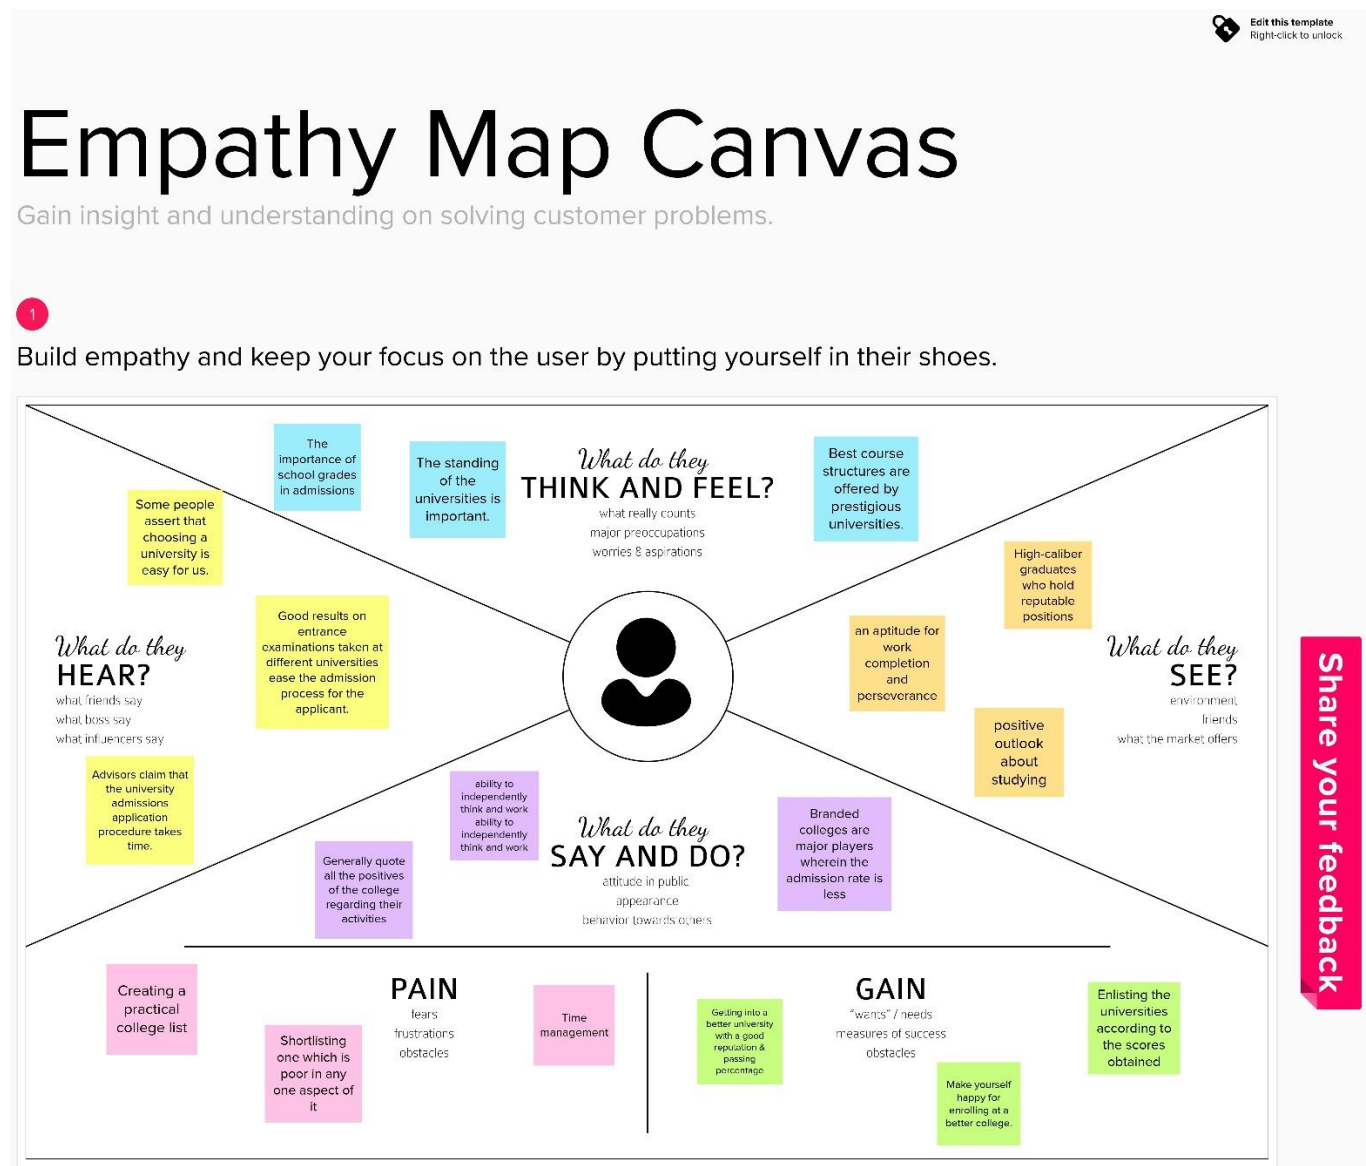 Edit this template
Right-click to unlock
Empathy Map Canvas
Gain insight and understanding on solving customer problems.
1
Build empathy and keep your focus on the user by putting yourself in their shoes.
The
importance of
school grades
in admissions
The standing
of the
universities is
important.
What do they
THINK AND FEEL?
what really counts
major preoccupations
worries & aspirations
Best course
structures are
offered by
prestigious
universities.
Some people
assert that
choosing a
university is
easy for us.
Good results on
entrance
examinations taken at
different universities
ease the admission
process for the
applicant.
What do they
HEAR?
what friends say
what boss say
what influencers say
Advisors claim that
the university
admissions
application
procedure takes
time.
High-caliber
graduates
who hold
reputable
positions
an aptitude for
work
completion
and
perseverance
What do they
SEE?
environment
friends
what the market offers
positive
outlook
about
studying
ability to
independently
think and work
ability to
independently
think and work
Generally quote
all the positives
of the college
regarding their
activities
What do they
SAY AND DO?
attitude in public
appearance
behavior towards others
Branded
colleges are
major players
wherein the
admission rate is
less
Share your feedback
Creating a
practical
college list
Shortlisting
one which is
poor in any
one aspect of
it
PAIN
fears
frustrations
obstacles
Time
management
Getting into a
better university
with a good
reputation &
passing
percentage
GAIN
"wants" / needs
measures of success
obstacles
Make yourself
happy for
enrolling at a
better college.
Enlisting the
universities
according to
the scores
obtained